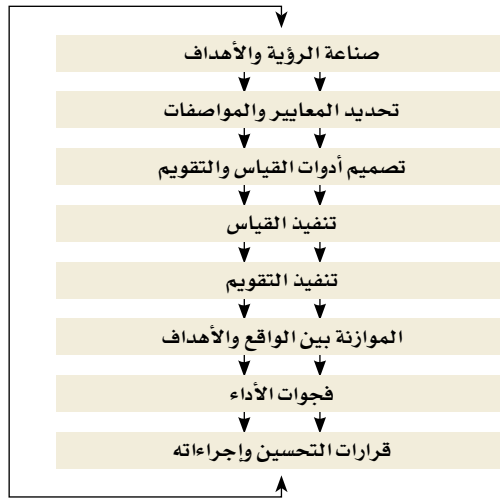 صناعة الرؤية والأهداف
تحديد المعايير والمواصفات
تصميم أدوات القياس والتقويم
تنفيذ القياس
تنفيذ التقويم
الموازنة بين الواقع والأهداف
فجوات الأداء
قرارات التحسين وإجراءاته